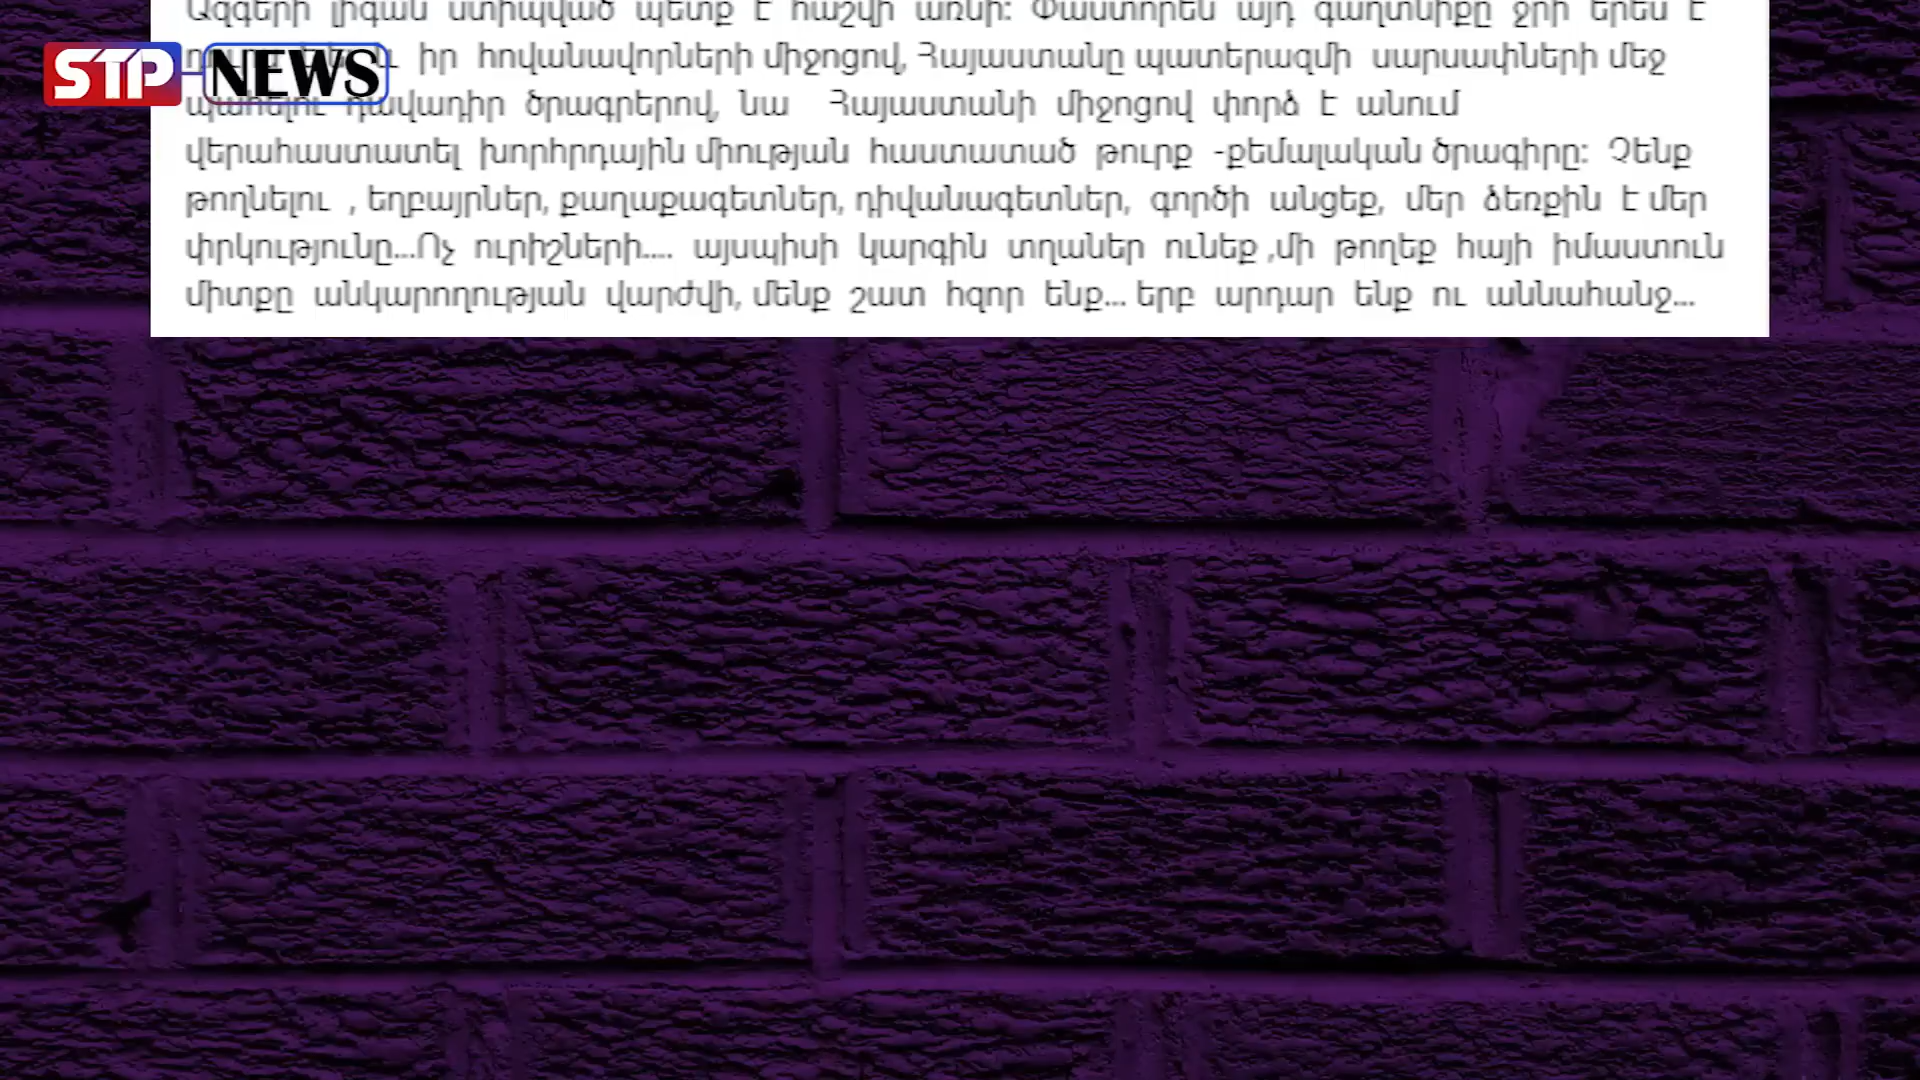 Ազգերի լիգան ստիպված պետք է հաշվի առնի: Փաստորեն այդ գաղտնիքը ջրի երես է
STP NEWS
իր հովանավորների միջոցով, Հայաստանը պատերազմի սարսափների մեջ
պահելու դավադիր ծրագրերով, նա Հայաստանի միջոցով փորձ է անում
վերահաստատել խորհրդային միության հաստատած թուրք -քեմալական ծրագիրը: Չենք
թողնելու , եղբայրներ, քաղաքագետներ, դիվանագետներ, գործի անցեք, մեր ձեռքին է մեր
փրկությունը...Ոչ ուրիշների.... այսպիսի կարգին տղաներ ունեք ,մի թողեք հայի իմաստուն
միտքը անկարողության վարժվի, մենք շատ հզոր ենք... երբ արդար ենք ու աննահանջ...